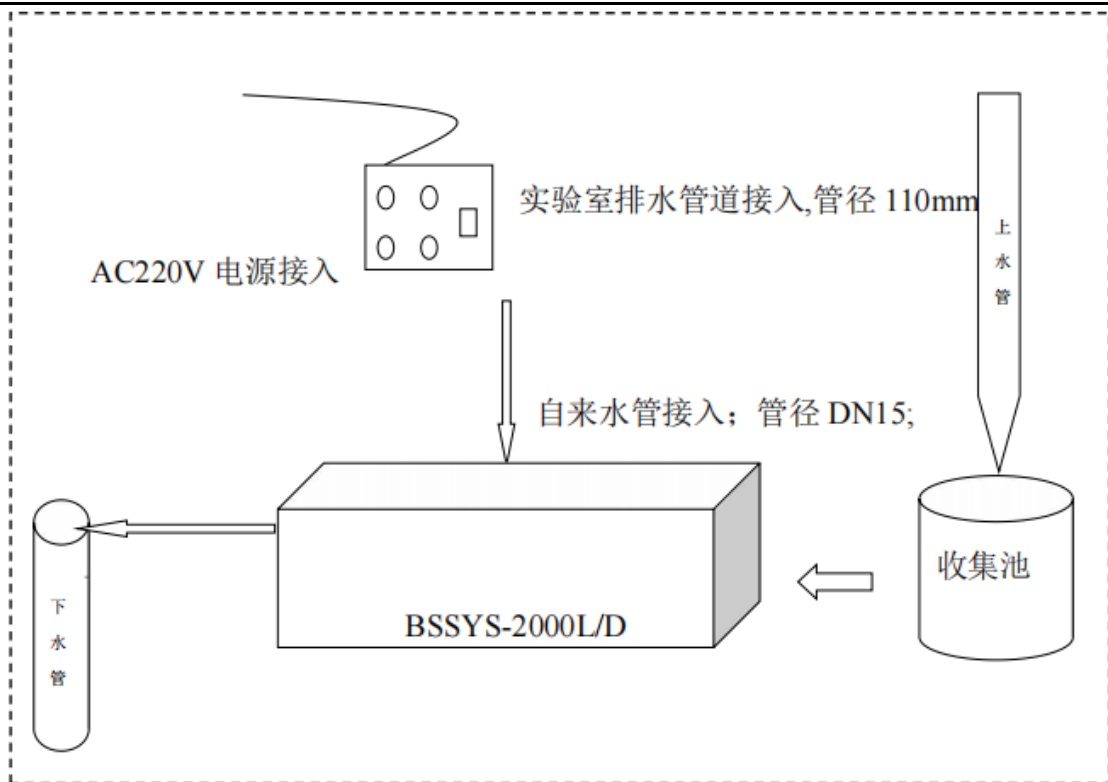 实验室排水管道接入,管径 110mm
上水管
AC220V 电源接入
自来水管接入；管径 DN15;
收集池
BSSYS-2000L/D
下水管